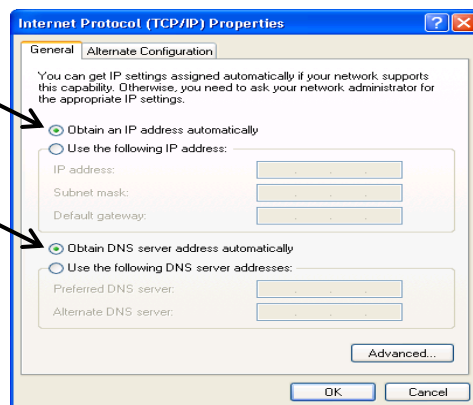 Internet Protocol (TCP/IP) Properties
General
Alternate Configuration
You can get IP settings assigned automatically if your network supports
this capability. Otherwise, you need to ask your network administrator for
the appropriate IP settings.
Obtain an IP address automatically
Use the following IP address:
IP address:
Subnet mask:
Default gateway:
Obtain DNS server address automatically
Use the following DNS server addresses:
Preferred DNS server:
Alternate DNS server:
Advanced...
OK
Cancel